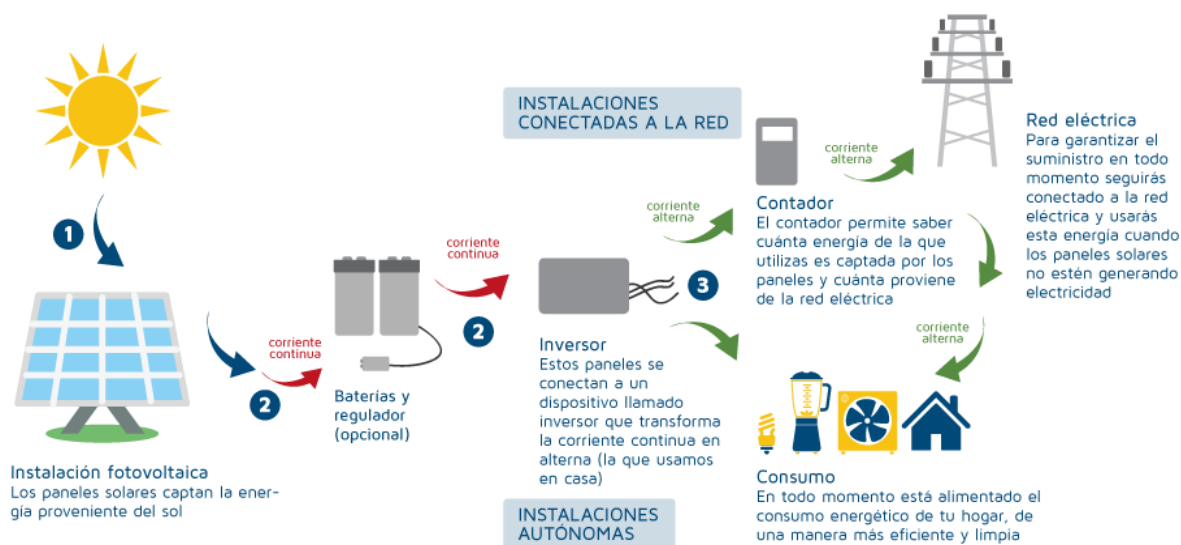 INSTALACIONES
CONECTADAS A LA RED
Red eléctrica
Para garantizar el
suministro en todo
momento seguirás
conectado a la red
eléctrica y usarás
esta energía cuando
los paneles solares
no estén generando
electricidad
corriente
alterna
Contador
El contador permite saber
cuánta energía de la que
utilizas es captada por los
paneles y cuánta proviene
de la red eléctrica
corriente
alterna
1
corriente
continua
2
3
corriente
alterna
Inversor
Estos paneles se
conectan a un
dispositivo llamado
inversor que transforma
la corriente continua en
alterna (la que usamos
en casa)
corriente
continua
2
Baterías y
regulador
(opcional)
Instalación fotovoltaica
Los paneles solares captan la ener-
gía proveniente del sol
Consumo
En todo momento está alimentado el
consumo energético de tu hogar, de
una manera más eficiente y limpia
INSTALACIONES
AUTÓNOMAS